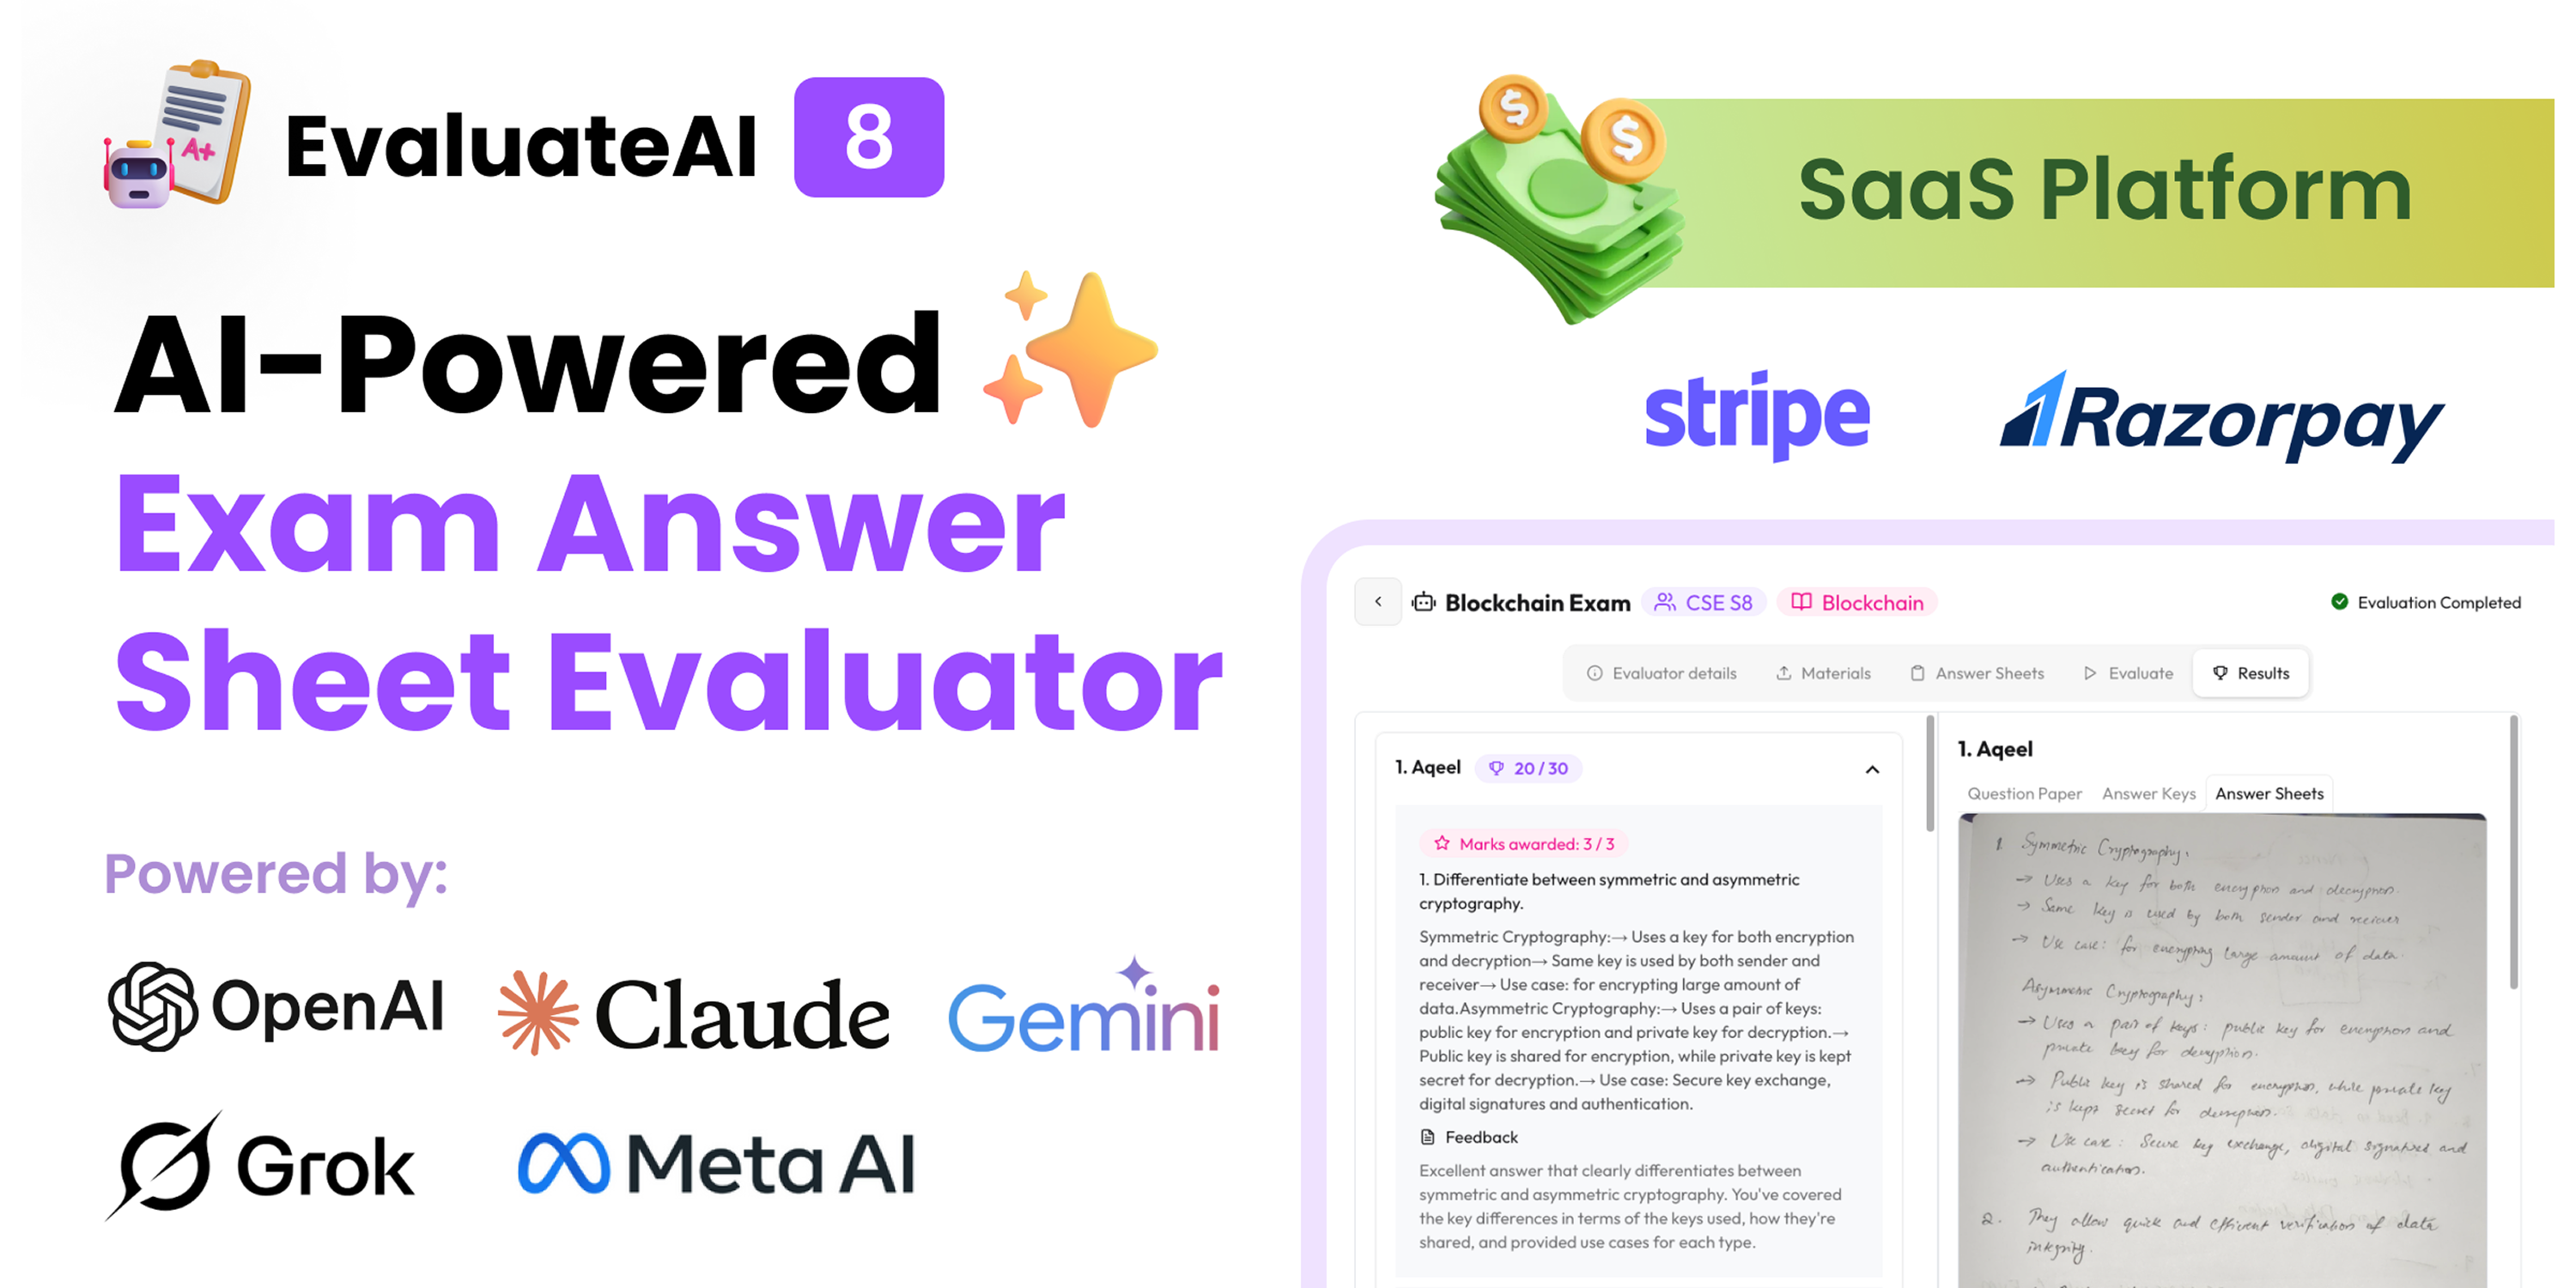 EvaluateAI 8
A+
AI-Powered
Exam Answer
Sheet Evaluator
Powered by:
OpenAI
Claude
Gemini
Grok
Meta AI
SaaS Platform
stripe
Razorpay
Blockchain Exam CSE S8 Blockchain
Evaluation Completed
Evaluator details Materials Answer Sheets Evaluate Results
1. Aqeel 20 / 30
Marks awarded: 3 / 3
1. Differentiate between symmetric and asymmetric
cryptography.
Symmetric Cryptography:→ Uses a key for both encryption
and decryption→ Same key is used by both sender and
receiver→ Use case: for encrypting large amount of
data.Asymmetric Cryptography:→ Uses a pair of keys:
public key for encryption and private key for decryption.→
Public key is shared for encryption, while private key is kept
secret for decryption.→ Use case: Secure key exchange,
digital signatures and authentication.
Feedback
Excellent answer that clearly differentiates between
symmetric and asymmetric cryptography. You've covered
the key differences in terms of the keys used, how they're
shared, and provided use cases for each type.
1. Aqeel
Question Paper Answer Keys Answer Sheets
1 Symmetric Cryptography:
→ Uses a key for both encryption and decryption.
→ Same key is used by both sender and
→ Use case: for encrypting large amount of data.
Asymmetric Cryptography:
→ Uses a pair of keys: public key for encryption and
private key for decryption.
→ Public key is shared for encryption, while private key
is kept secret for decryption.
→ Use case: Secure key exchange, digital signatures and
authentication.
2. They allow quick and efficient verification of data
integrity.